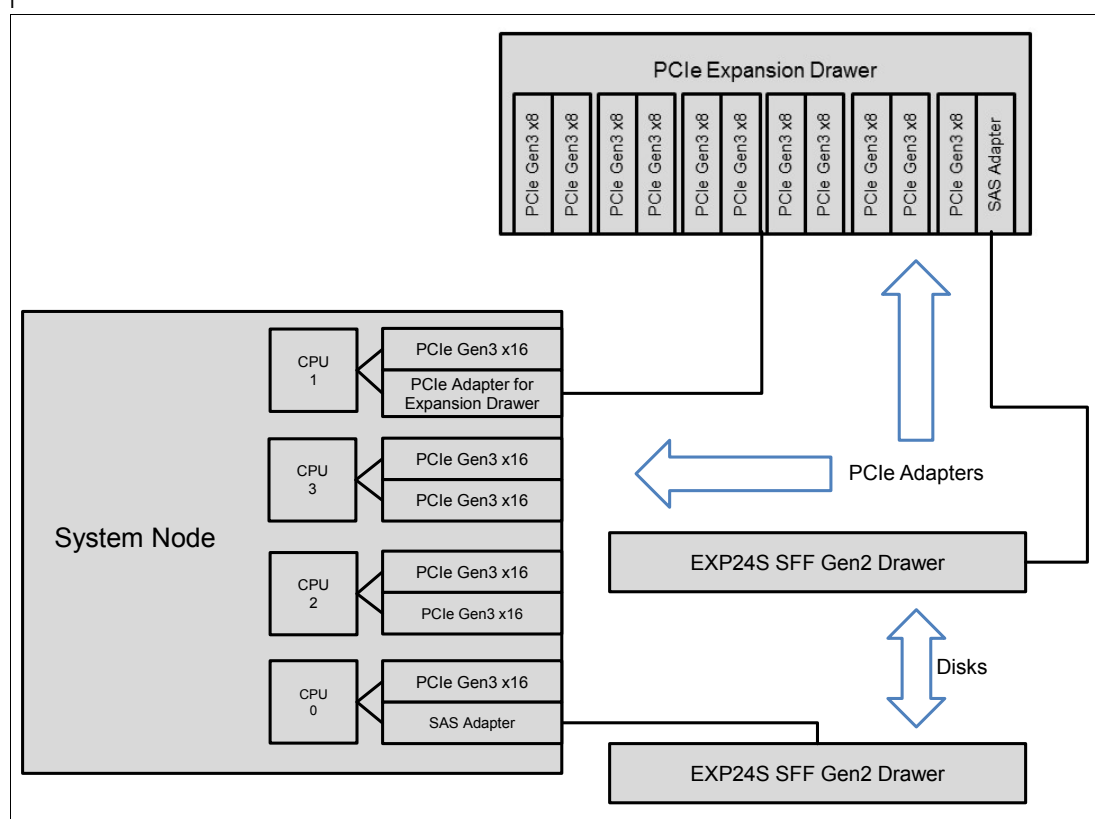 PCIe Expansion Drawer
PCIe Gen3 x8
PCIe Gen3 x8
PCIe Gen3 x8
PCIe Gen3 x8
PCIe Gen3 x8
PCIe Gen3 x8
PCIe Gen3 x8
PCIe Gen3 x8
PCIe Gen3 x8
PCIe Gen3 x8
PCIe Gen3 x8
SAS Adapter
System Node
CPU
1
PCIe Gen3 x16
PCIe Adapter for
Expansion Drawer
CPU
3
PCIe Gen3 x16
PCIe Gen3 x16
CPU
2
PCIe Gen3 x16
PCIe Gen3 x16
CPU
0
PCIe Gen3 x16
SAS Adapter
PCIe Adapters
EXP24S SFF Gen2 Drawer
Disks
EXP24S SFF Gen2 Drawer